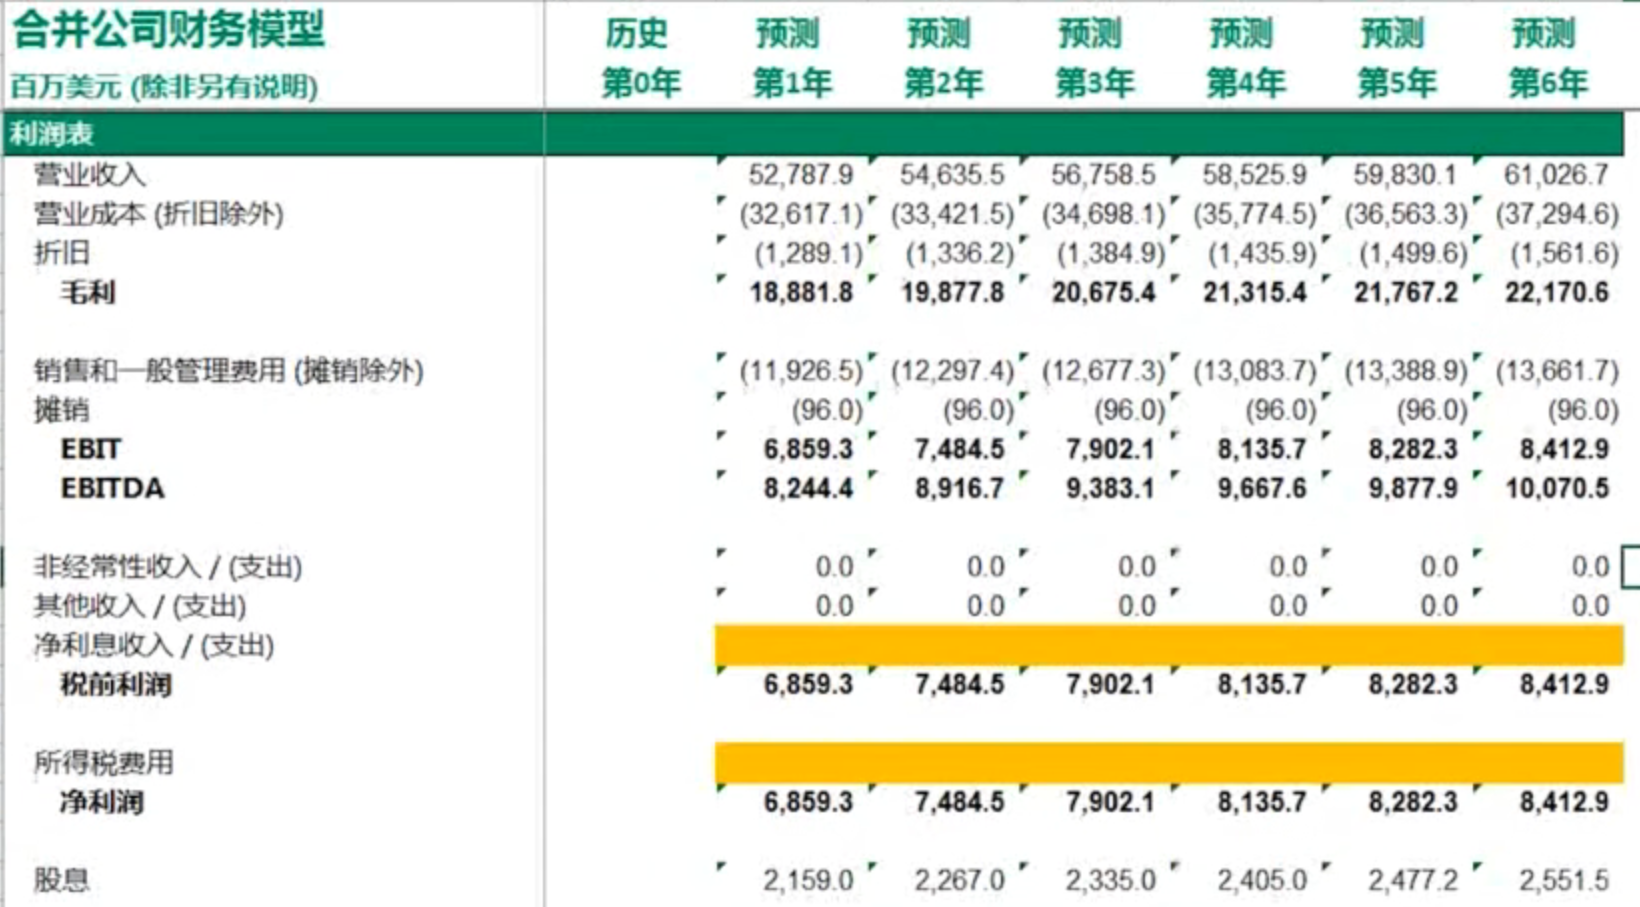 合并公司财务模型 历史 预测 预测 预测 预测 预测 预测
百万美元 (除非另有说明) 第0年 第1年 第2年 第3年 第4年 第5年 第6年
利润表
营业收入 52,787.9 54,635.5 56,758.5 58,525.9 59,830.1 61,026.7
营业成本 (折旧除外) (32,617.1) (33,421.5) (34,698.1) (35,774.5) (36,563.3) (37,294.6)
折旧 (1,289.1) (1,336.2) (1,384.9) (1,435.9) (1,499.6) (1,561.6)
毛利 18,881.8 19,877.8 20,675.4 21,315.4 21,767.2 22,170.6
销售和一般管理费用 (摊销除外) (11,926.5) (12,297.4) (12,677.3) (13,083.7) (13,388.9) (13,661.7)
摊销 (96.0) (96.0) (96.0) (96.0) (96.0) (96.0)
EBIT 6,859.3 7,484.5 7,902.1 8,135.7 8,282.3 8,412.9
EBITDA 8,244.4 8,916.7 9,383.1 9,667.6 9,877.9 10,070.5
非经常性收入 / (支出) 0.0 0.0 0.0 0.0 0.0 0.0
其他收入 / (支出) 0.0 0.0 0.0 0.0 0.0 0.0
净利息收入 / (支出)
税前利润 6,859.3 7,484.5 7,902.1 8,135.7 8,282.3 8,412.9
所得税费用
净利润 6,859.3 7,484.5 7,902.1 8,135.7 8,282.3 8,412.9
股息 2,159.0 2,267.0 2,335.0 2,405.0 2,477.2 2,551.5